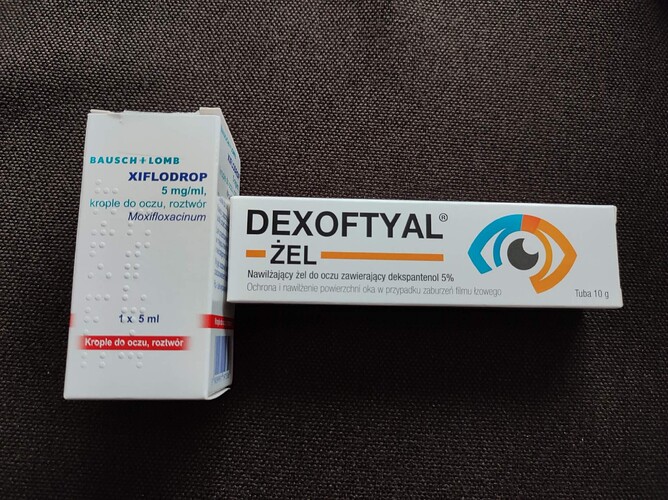 BAUSCH + LOMB
XIFLODROP
5 mg/ml,
krople do oczu, roztwór
Moxifloxacinum
1 x 5 ml
Krople do oczu, roztwór
DEXOFTYAL®
ŻEL
Nawilżający żel do oczu zawierający dekspantenol 5%
Ochrona i nawilżenie powierzchni oka w przypadku zaburzeń filmu łzowego
Tuba 10 g